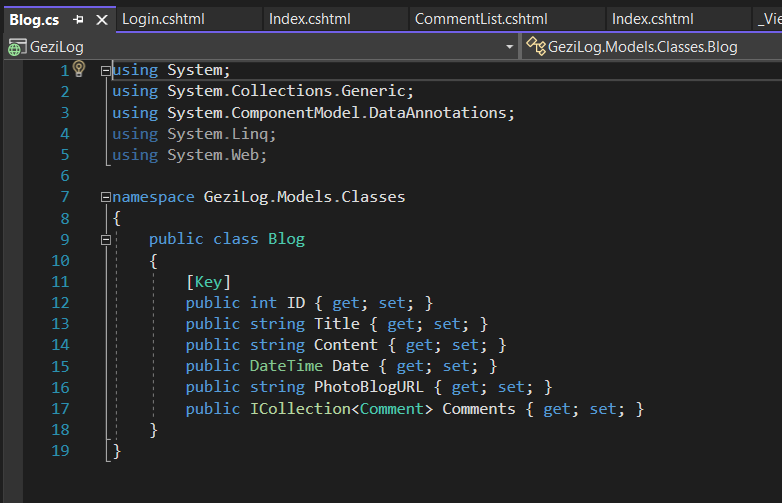 Blog.cs Login.cshtml Index.cshtml CommentList.cshtml Index.cshtml _Vie
GeziLog GeziLog.Models.Classes.Blog
1 using System;
2 using System.Collections.Generic;
3 using System.ComponentModel.DataAnnotations;
4 using System.Linq;
5 using System.Web;
6
7 namespace GeziLog.Models.Classes
8 {
9 public class Blog
10 {
11 [Key]
12 public int ID { get; set; }
13 public string Title { get; set; }
14 public string Content { get; set; }
15 public DateTime Date { get; set; }
16 public string PhotoBlogURL { get; set; }
17 public ICollection<Comment> Comments { get; set; }
18 }
19 }